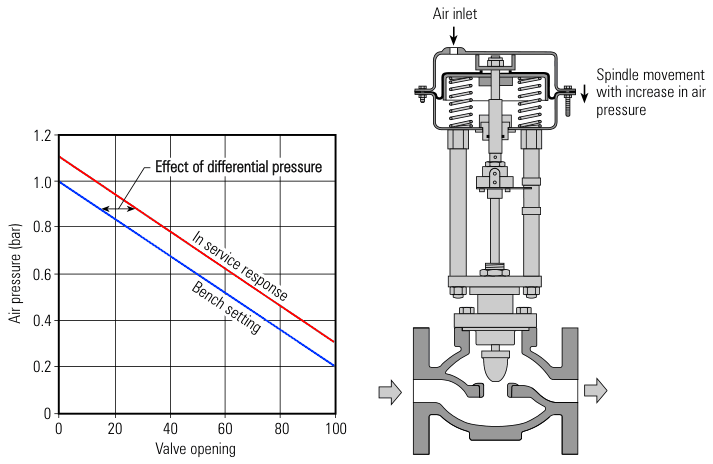 Air inlet
Spindle movement
with increase in air
pressure
1.2
1.0
0.8
0.6
0.4
0.2
0
Air pressure (bar)
Effect of differential pressure
In service response
Bench setting
0 20 40 60 80 100
Valve opening